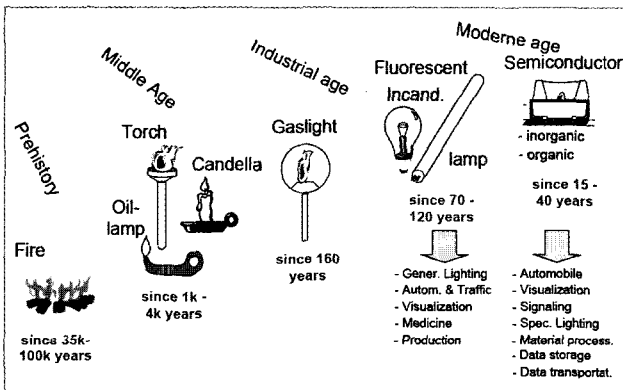 Prehistory
Fire
since 35k-
100k years
Middle Age
Torch
Candella
Oil-
lamp
since 1k -
4k years
Industrial age
Gaslight
since 160
years
Moderne age
Fluorescent
Incand.
lamp
since 70 -
120 years
- Gener. Lighting
- Autom. & Traffic
- Visualization
- Medicine
- Production
Semiconductor
- inorganic
- organic
since 15 -
40 years
- Automobile
- Visualization
- Signaling
- Spec. Lighting
- Material process.
- Data storage
- Data transportat.